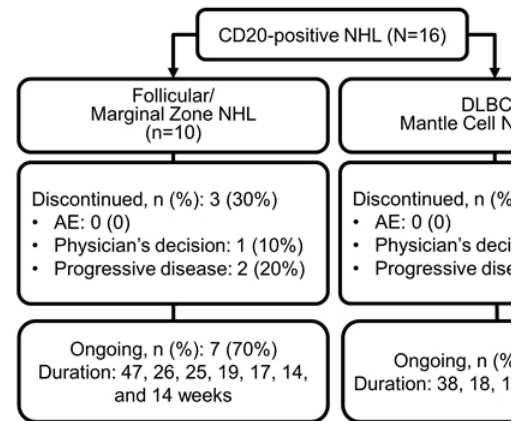 CD20-positive NHL (N=16)
Follicular/
Marginal Zone NHL
(n=10)
DLBC
Mantle Cell N
Discontinued, n (%): 3 (30%)
• AE: 0 (0)
• Physician's decision: 1 (10%)
• Progressive disease: 2 (20%)
Discontinued, n (%
• AE: 0 (0)
• Physician's deci
• Progressive dise
Ongoing, n (%): 7 (70%)
Duration: 47, 26, 25, 19, 17, 14,
and 14 weeks
Ongoing, n (%
Duration: 38, 18, 1